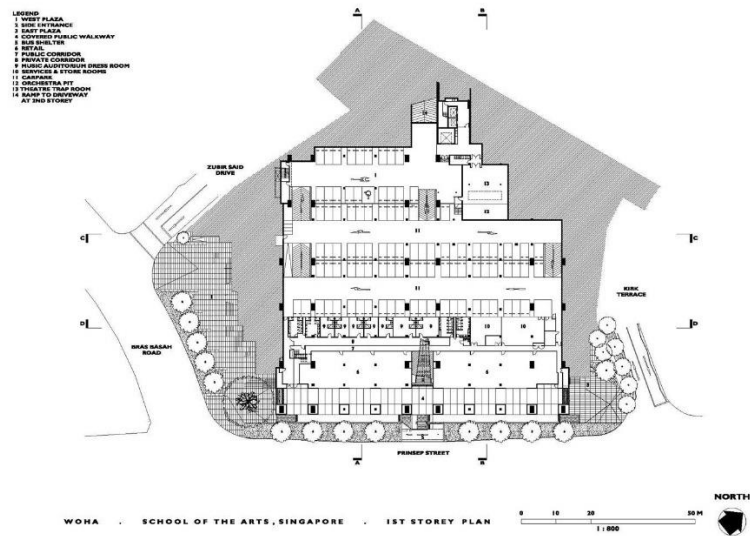 LEGEND
1 WEST PLAZA
2 SIDE ENTRANCE
3 EAST PLAZA
4 COVERED PUBLIC WALKWAY
5 BUS SHELTER
6 RETAIL
7 PUBLIC CORRIDOR
8 PRIVATE CORRIDOR
9 MUSIC AUDITORIUM DRESS ROOM
10 SERVICES & STORE ROOMS
11 CARPARK
12 ORCHESTRA PIT
13 THEATRE TRAP ROOM
14 RAMP TO DRIVEWAY
AT 2ND STOREY
A B
ZUBIR SAID
DRIVE
C C
KIRK
TERRACE
D D
BRAS BASAH
ROAD
A B
PRINSEP STREET
NORTH
WOHA . SCHOOL OF THE ARTS, SINGAPORE . 1ST STOREY PLAN
0 10 20 50 M
1 : 800